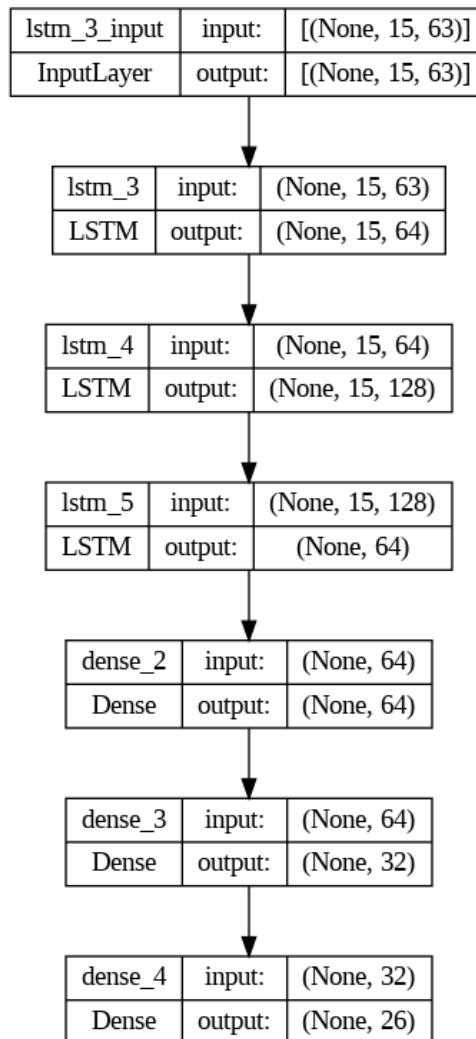 lstm_3_input input: [(None, 15, 63)]
InputLayer output: [(None, 15, 63)]
lstm_3 input: (None, 15, 63)
LSTM output: (None, 15, 64)
lstm_4 input: (None, 15, 64)
LSTM output: (None, 15, 128)
lstm_5 input: (None, 15, 128)
LSTM output: (None, 64)
dense_2 input: (None, 64)
Dense output: (None, 64)
dense_3 input: (None, 64)
Dense output: (None, 32)
dense_4 input: (None, 32)
Dense output: (None, 26)